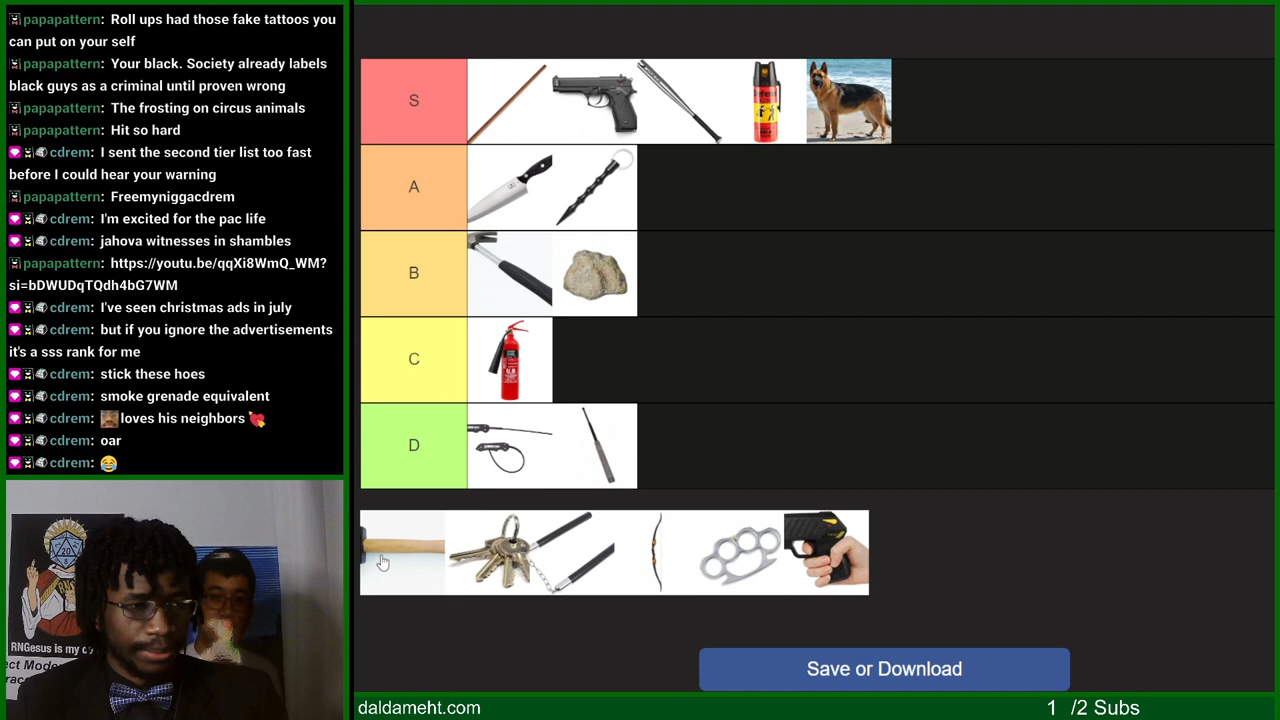 papapattern: Roll ups had those fake tattoos you
can put on your self
papapattern: Your black. Society already labels
black guys as a criminal until proven wrong
papapattern: The frosting on circus animals
papapattern: Hit so hard
cdrem: I sent the second tier list too fast
before I could hear your warning
papapattern: Freemyniggacdrem
cdrem: I'm excited for the pac life
cdrem: jahova witnesses in shambles
papapattern: https://youtu.be/qqXi8WmQ_WM?
si=bDWUDqTQdh4bG7WM
cdrem: I've seen christmas ads in july
cdrem: but if you ignore the advertisements
it's a sss rank for me
cdrem: stick these hoes
cdrem: smoke grenade equivalent
cdrem: loves his neighbors 💘
cdrem: oar
cdrem: 😂
S
A
B
C
D
20
RNGesus is my
Save or Download
daldameht.com
1 /2 Subs